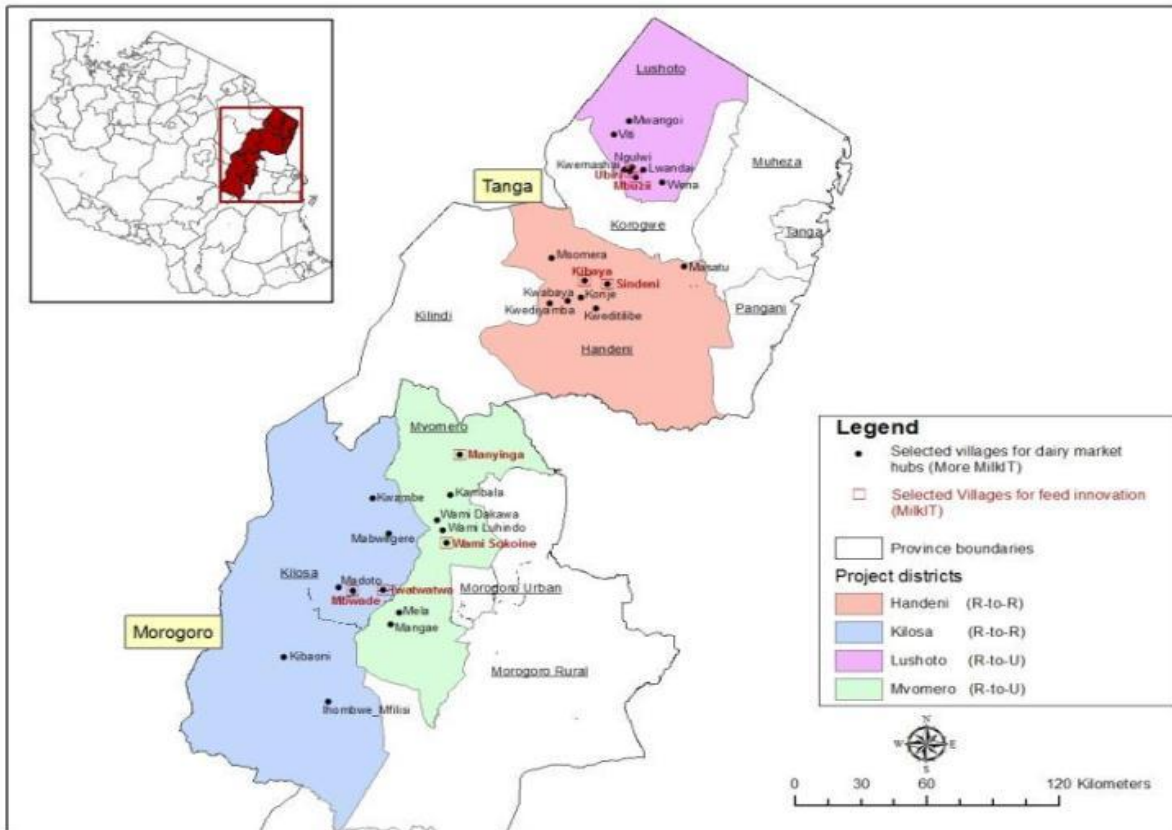 Lushoto
Mwangoi
Viti
Ngulwi
Kwemashai
Lwandai
Ubiri
Mbuzii
Wena
Muheza
Tanga
Korogwe
Tanga
Msomera
Masatu
Kibaya
Sindeni
Kwabaya
Konje
Kwediyamba
Kweditilibe
Pangani
Kilindi
Handeni
Mvomero
Manyinga
Kwambe
Kambala
Wami Dakawa
Wami Luhindo
Mabwegere
Wami Sokoine
Kilosa
Madoto
Twatwatwa
Morogoro Urban
Mbwade
Mela
Mangae
Morogoro
Kibaoni
Morogoro Rural
Ihombwe_Mfilisi
Legend
Selected villages for dairy market
hubs (More MilkIT)
Selected Villages for feed innovation
(MilkIT)
Province boundaries
Project districts
Handeni (R-to-R)
Kilosa (R-to-R)
Lushoto (R-to-U)
Mvomero (R-to-U)
N
W E
S
0 30 60 120 Kilometers